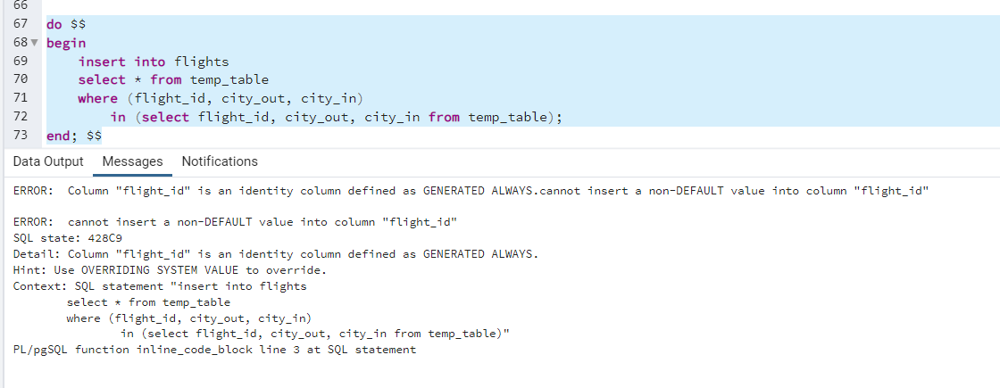 66
67 do $$
68 begin
69 insert into flights
70 select * from temp_table
71 where (flight_id, city_out, city_in)
72 in (select flight_id, city_out, city_in from temp_table);
73 end; $$
Data Output Messages Notifications
ERROR:  Column "flight_id" is an identity column defined as GENERATED ALWAYS.cannot insert a non-DEFAULT value into column "flight_id"
ERROR:  cannot insert a non-DEFAULT value into column "flight_id"
SQL state: 428C9
Detail: Column "flight_id" is an identity column defined as GENERATED ALWAYS.
Hint: Use OVERRIDING SYSTEM VALUE to override.
Context: SQL statement "insert into flights
select * from temp_table
where (flight_id, city_out, city_in)
in (select flight_id, city_out, city_in from temp_table)"
PL/pgSQL function inline_code_block line 3 at SQL statement